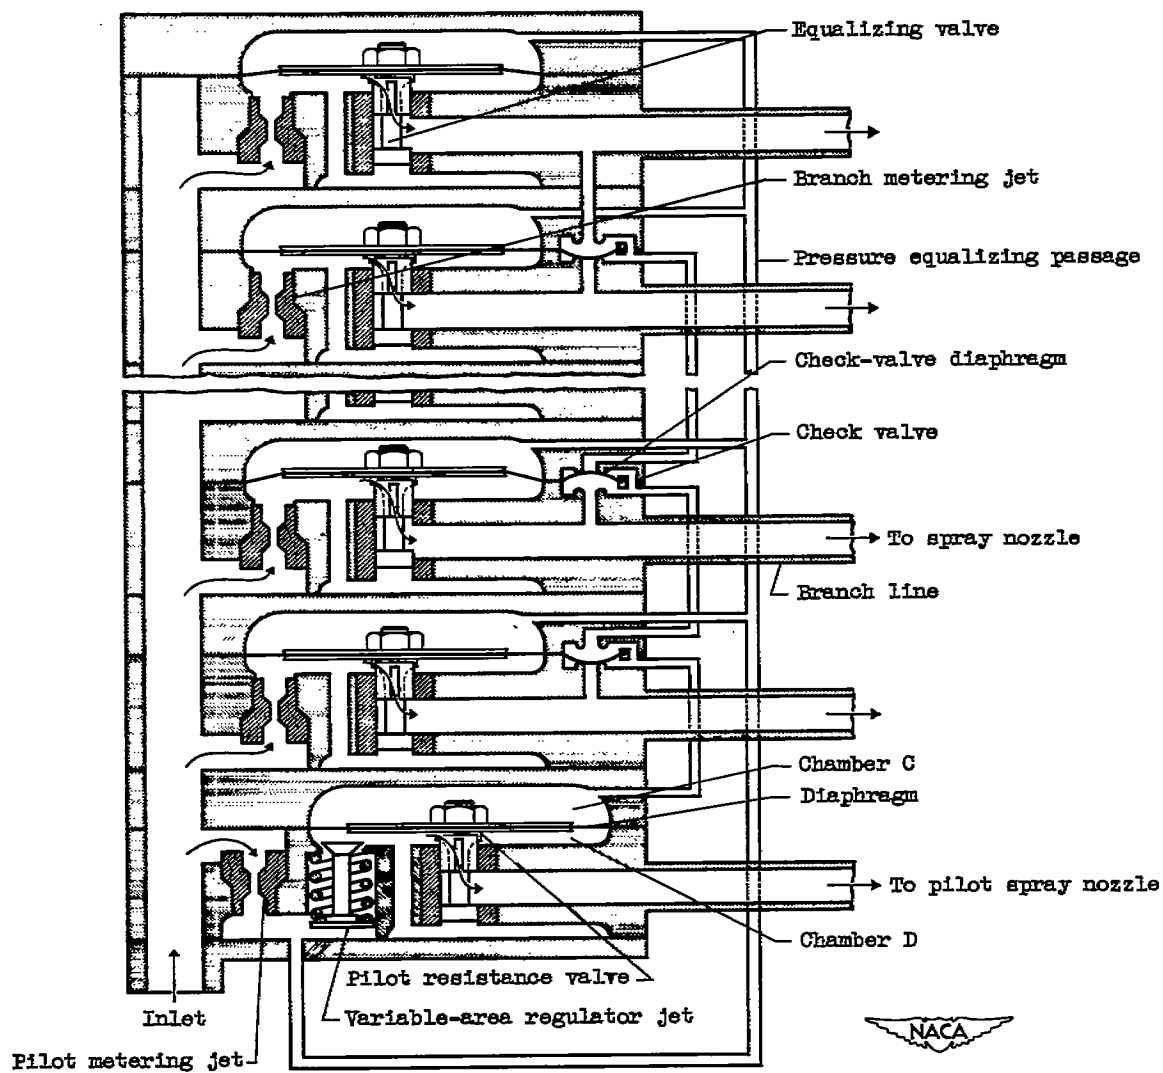 Equalizing valve
Branch metering jet
Pressure equalizing passage
Check-valve diaphragm
Check valve
To spray nozzle
Branch line
Chamber C
Diaphragm
To pilot spray nozzle
Chamber D
Pilot resistance valve
Variable-area regulator jet
Inlet
Pilot metering jet
NACA